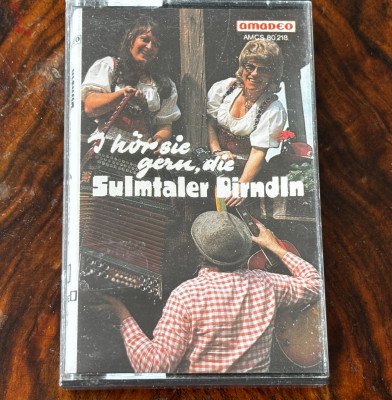 amadeo
AMCS 80 218
I hör sie
gern, die
Sulmtaler Dirndln